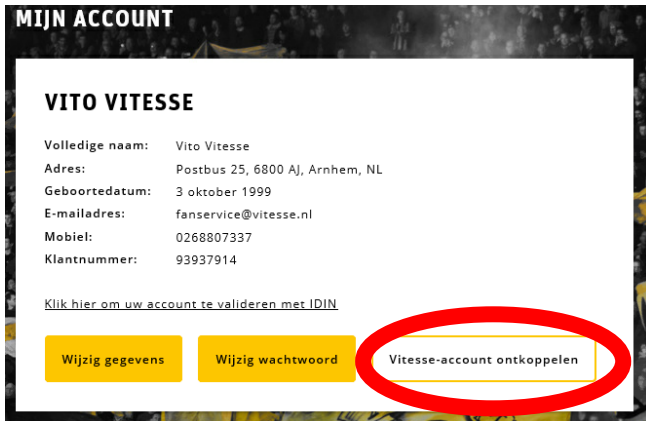 MIJN ACCOUNT
VITO VITESSE
Volledige naam: Vito Vitesse
Adres: Postbus 25, 6800 AJ, Arnhem, NL
Geboortedatum: 3 oktober 1999
E-mailadres: fanservice@vitesse.nl
Mobiel: 0268807337
Klantnummer: 93937914
Klik hier om uw account te valideren met IDIN
Wijzig gegevens Wijzig wachtwoord Vitesse-account ontkoppelen